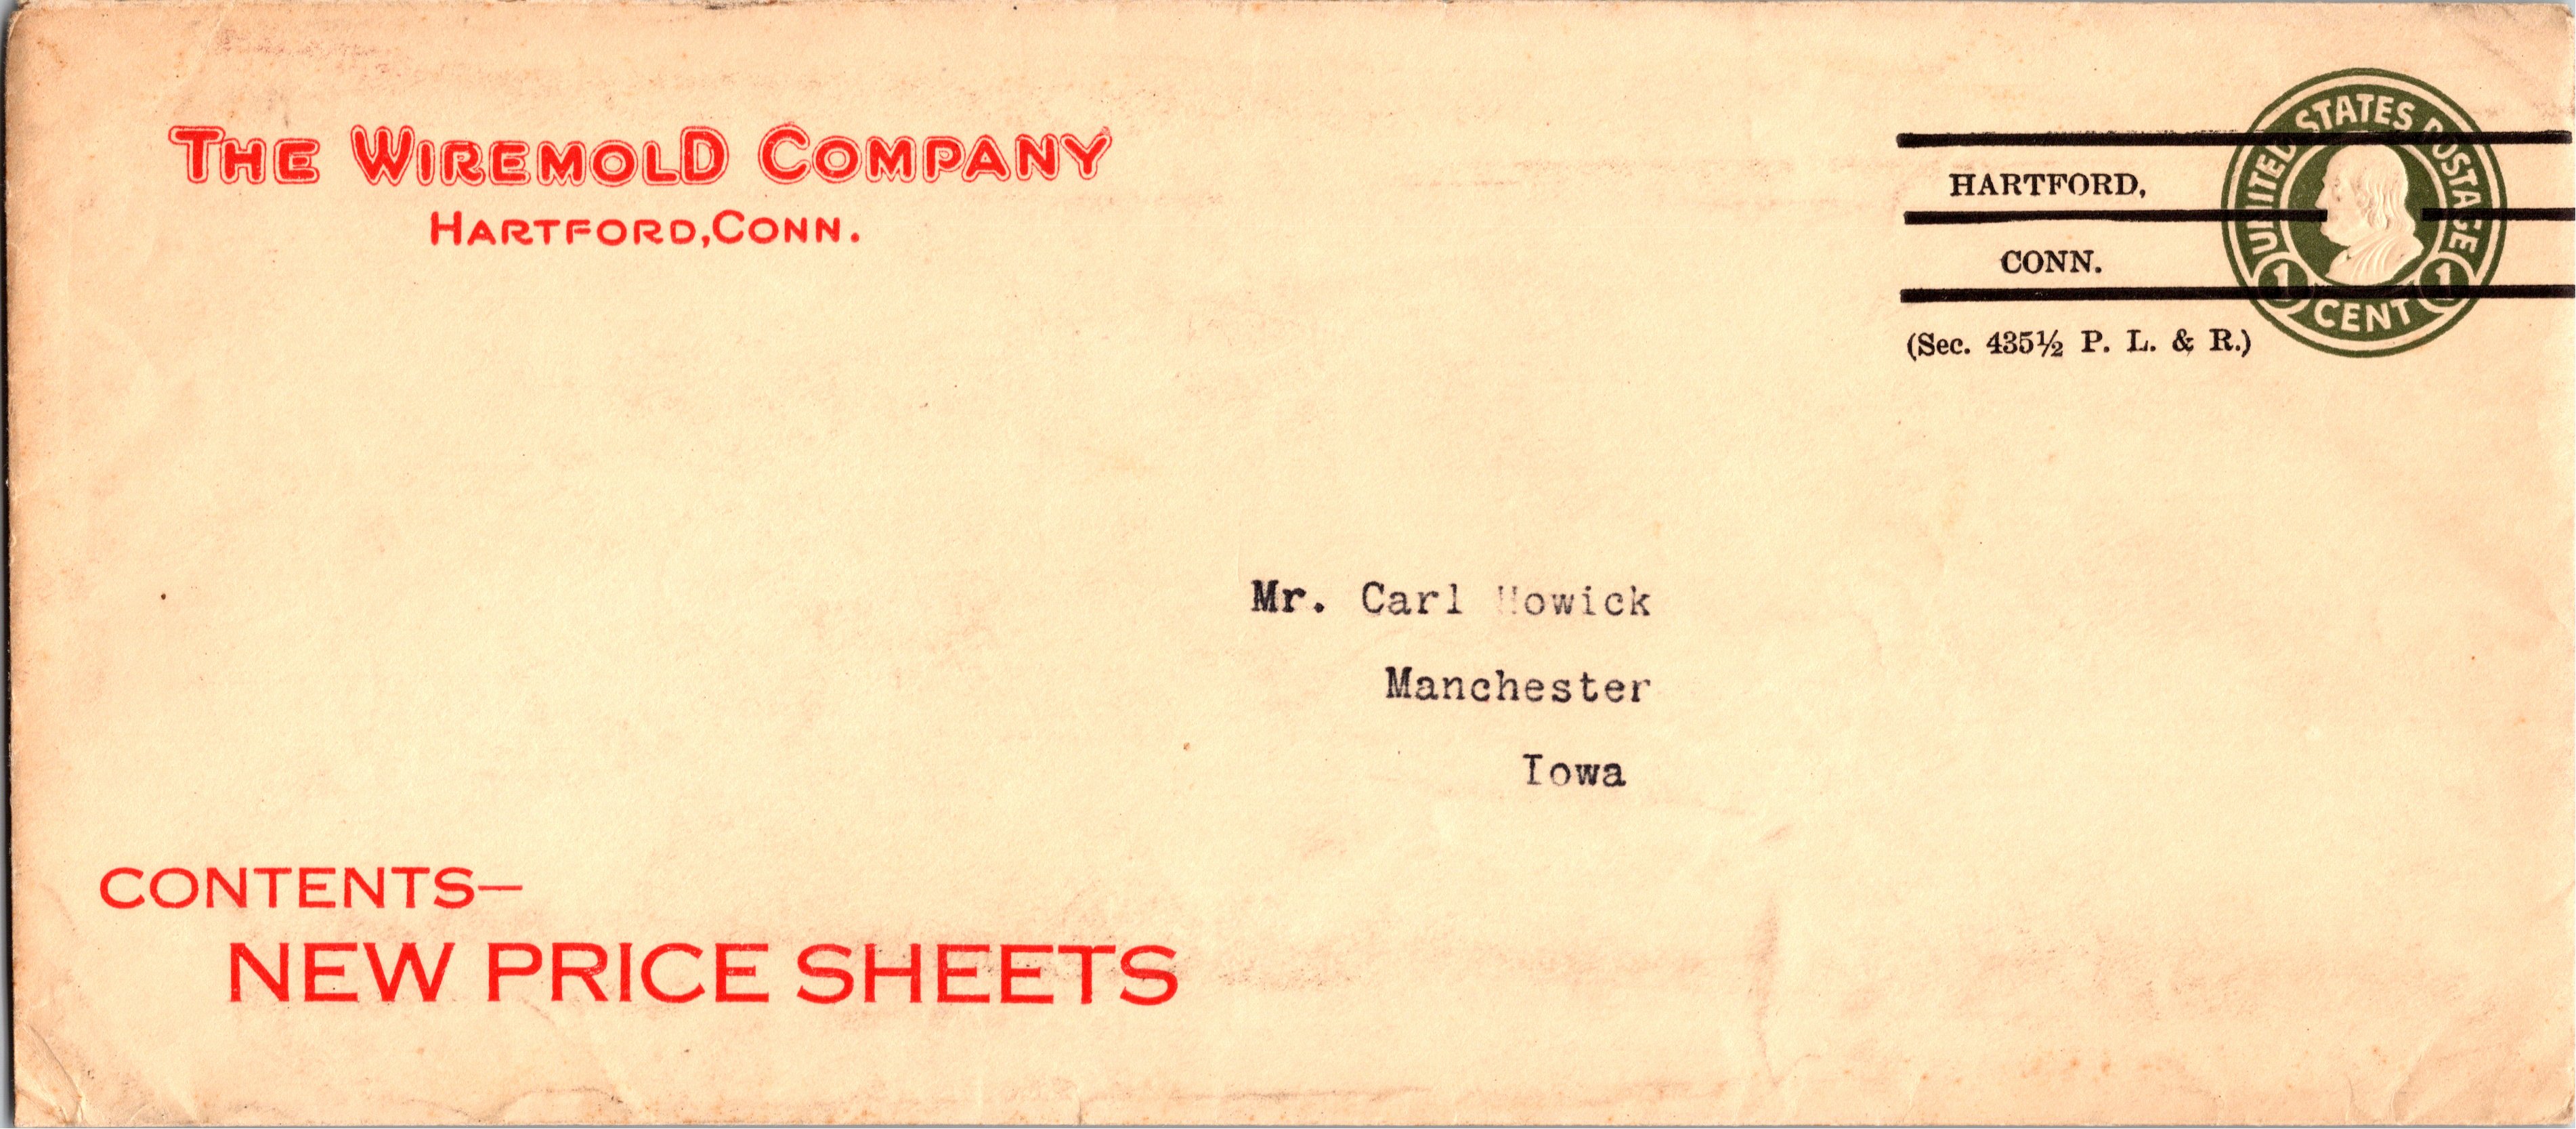 THE WIREMOLD COMPANY
HARTFORD, CONN.
UNITED STATES POSTAGE
1 CENT 1
HARTFORD,
CONN.
(Sec. 435½ P. L. & R.)
Mr. Carl Howick
Manchester
Iowa
CONTENTS—
NEW PRICE SHEETS